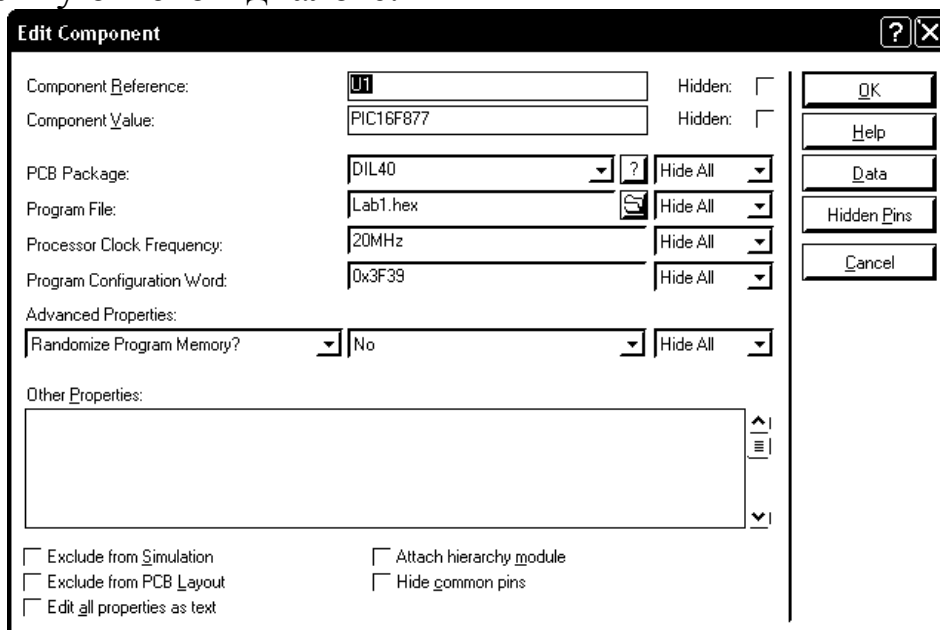 Edit Component
Component Reference: U1 Hidden:
Component Value: PIC16F877 Hidden:
PCB Package: DIL40 ? Hide All
Program File: Lab1.hex Hide All
Processor Clock Frequency: 20MHz Hide All
Program Configuration Word: 0x3F39 Hide All
Advanced Properties:
Randomize Program Memory? No Hide All
Other Properties:
Exclude from Simulation
Exclude from PCB Layout
Edit all properties as text
Attach hierarchy module
Hide common pins
OK
Help
Data
Hidden Pins
Cancel